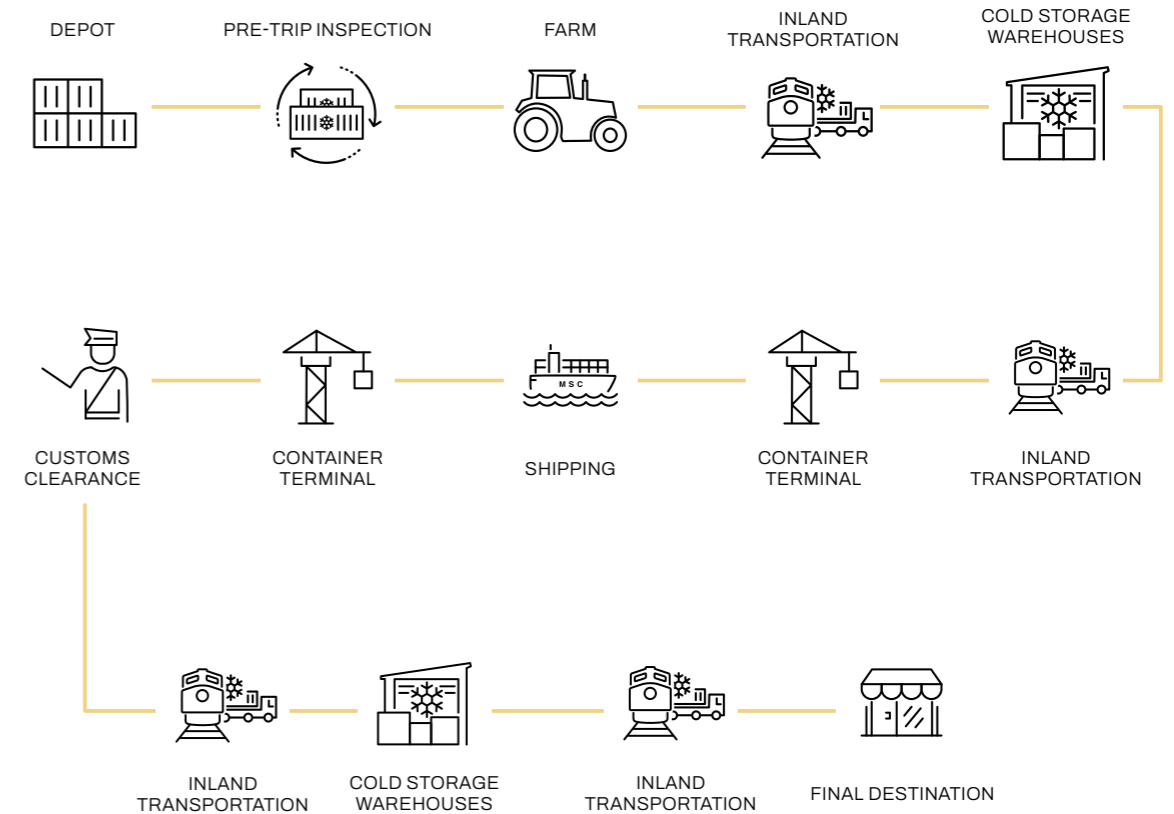 DEPOT
PRE-TRIP INSPECTION
FARM
INLAND
TRANSPORTATION
COLD STORAGE
WAREHOUSES
CUSTOMS
CLEARANCE
CONTAINER
TERMINAL
MSC
SHIPPING
CONTAINER
TERMINAL
INLAND
TRANSPORTATION
INLAND
TRANSPORTATION
COLD STORAGE
WAREHOUSES
INLAND
TRANSPORTATION
FINAL DESTINATION